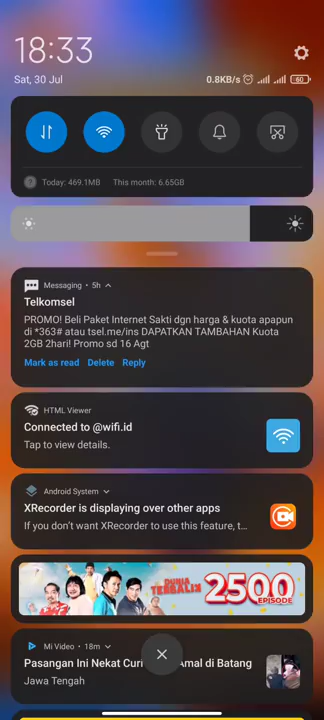 18:33
Sat, 30 Jul
0.8KB/s
60
Today: 469.1MB
This month: 6.65GB
Messaging • 5h
Telkomsel
PROMO! Beli Paket Internet Sakti dgn harga & kuota apapun
di *363# atau tsel.me/ins DAPATKAN TAMBAHAN Kuota
2GB 2hari! Promo sd 16 Agt
Mark as read
Delete
Reply
HTML Viewer
Connected to @wifi.id
Tap to view details.
Android System
XRecorder is displaying over other apps
If you don't want XRecorder to use this feature, t...
DUNIA
TERBALIK
2500
EPISODE
Mi Video • 18m
Pasangan Ini Nekat Curi Amal di Batang
Jawa Tengah